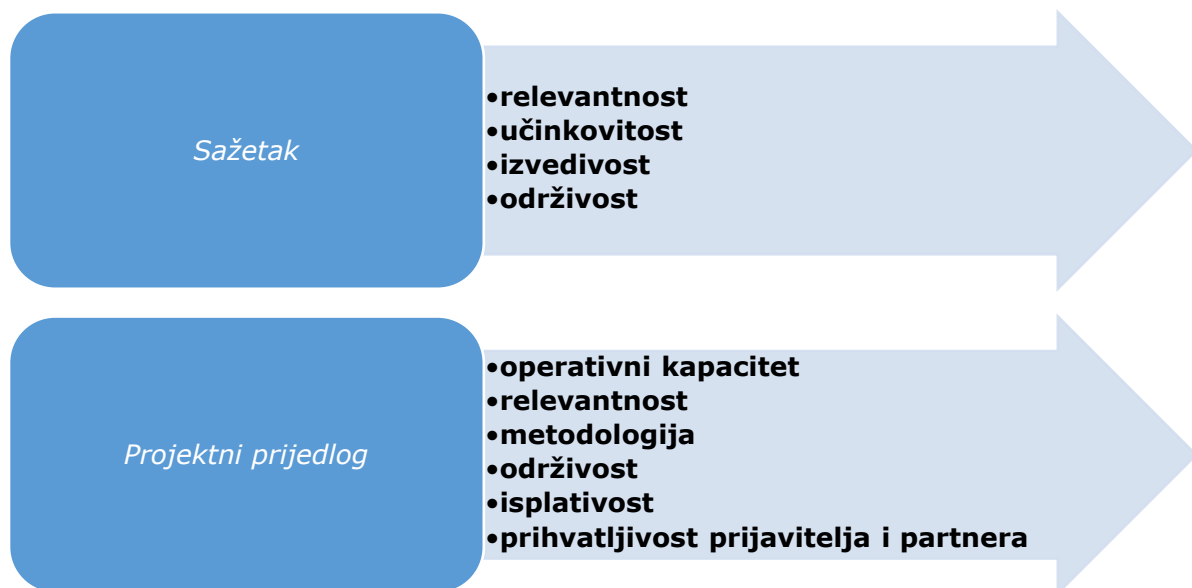 Sažetak
•relevantnost
•učinkovitost
•izvedivost
•održivost
Projektni prijedlog
•operativni kapacitet
•relevantnost
•metodologija
•održivost
•isplativost
•prihvatljivost prijavitelja i partnera